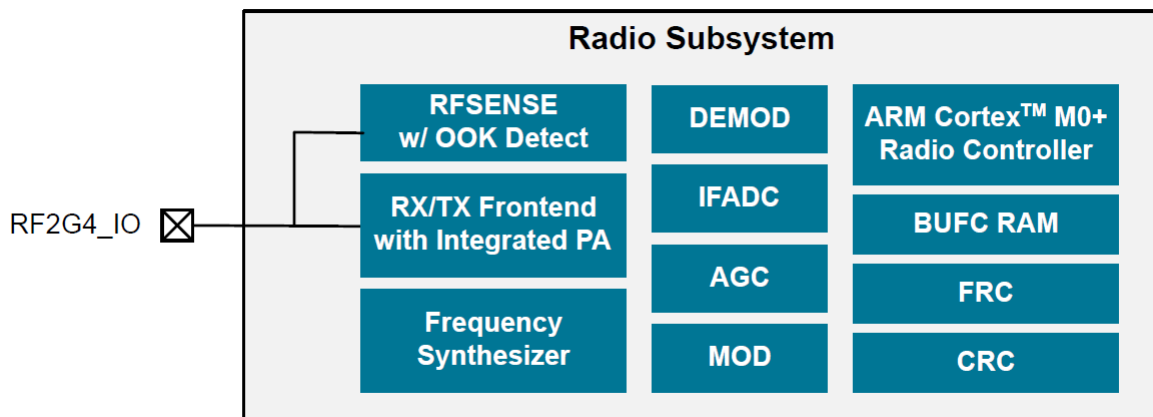 Radio Subsystem
RFSENSE
w/ OOK Detect
RX/TX Frontend
with Integrated PA
Frequency
Synthesizer
DEMOD
IFADC
AGC
MOD
ARM Cortex™ M0+
Radio Controller
BUFC RAM
FRC
CRC
RF2G4_IO